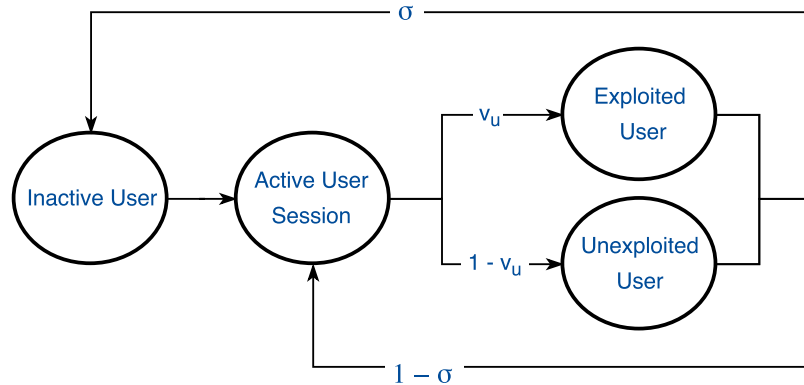 σ
Inactive User
Active User
Session
v_u
Exploited
User
1 - v_u
Unexploited
User
1 − σ